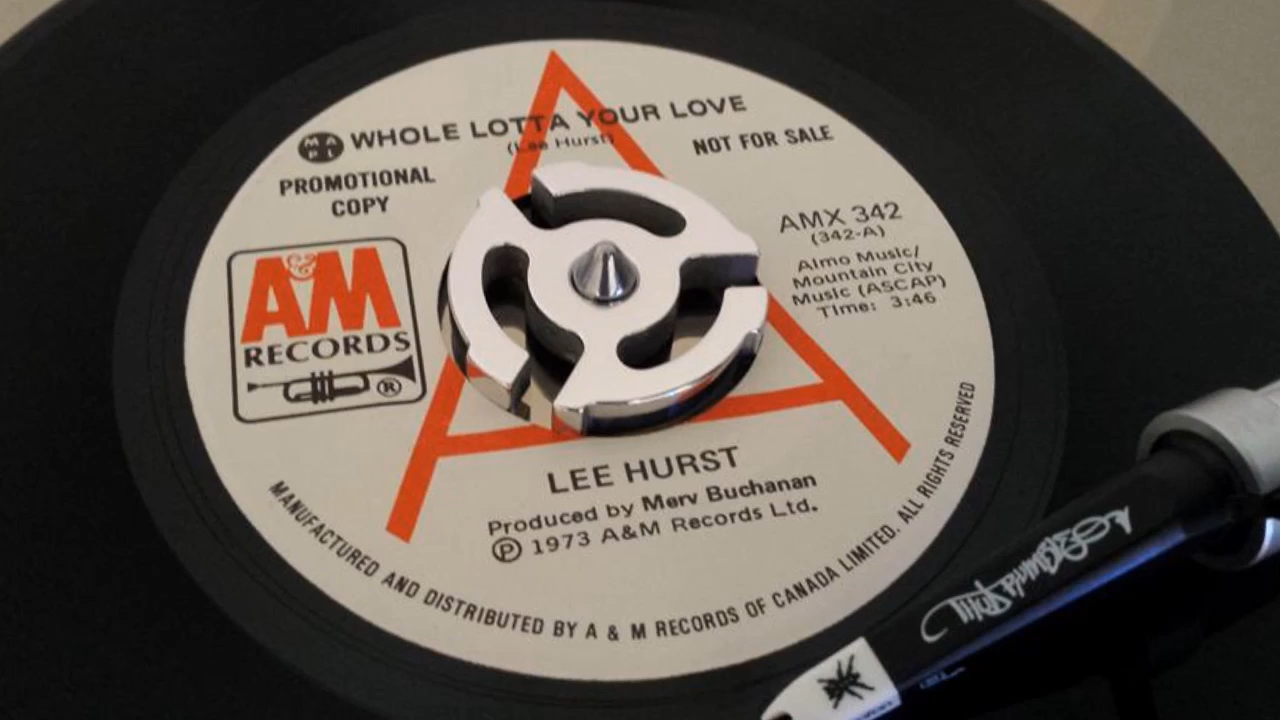 MAPL WHOLE LOTTA YOUR LOVE
(Lee Hurst)
NOT FOR SALE
PROMOTIONAL
COPY
AMX 342
(342-A)
Almo Music/
Mountain City
Music (ASCAP)
Time: 3:46
A&M
RECORDS
®
LEE HURST
Produced by Merv Buchanan
Ⓟ 1973 A&M Records Ltd.
MANUFACTURED AND DISTRIBUTED BY A & M RECORDS OF CANADA LIMITED. ALL RIGHTS RESERVED